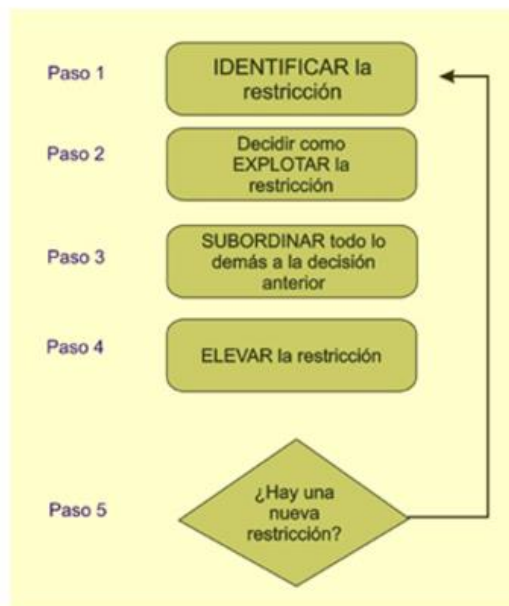 Paso 1
IDENTIFICAR la
restricción
Paso 2
Decidir como
EXPLOTAR la
restricción
Paso 3
SUBORDINAR todo lo
demás a la decisión
anterior
Paso 4
ELEVAR la restricción
Paso 5
¿Hay una
nueva
restricción?